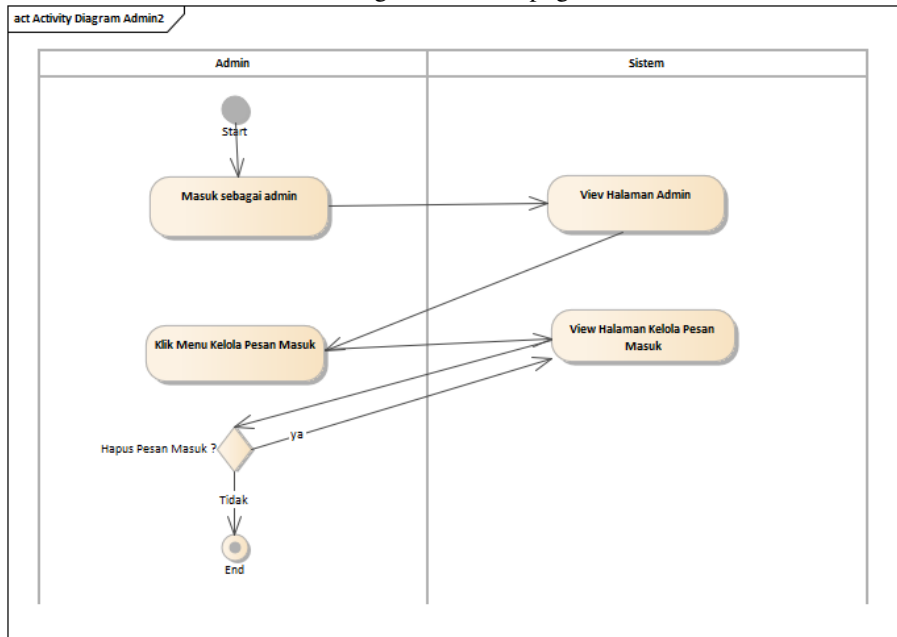 act Activity Diagram Admin2
Admin
Sistem
Start
Masuk sebagai admin
Viev Halaman Admin
Klik Menu Kelola Pesan Masuk
View Halaman Kelola Pesan
Masuk
ya
Hapus Pesan Masuk ?
Tidak
End